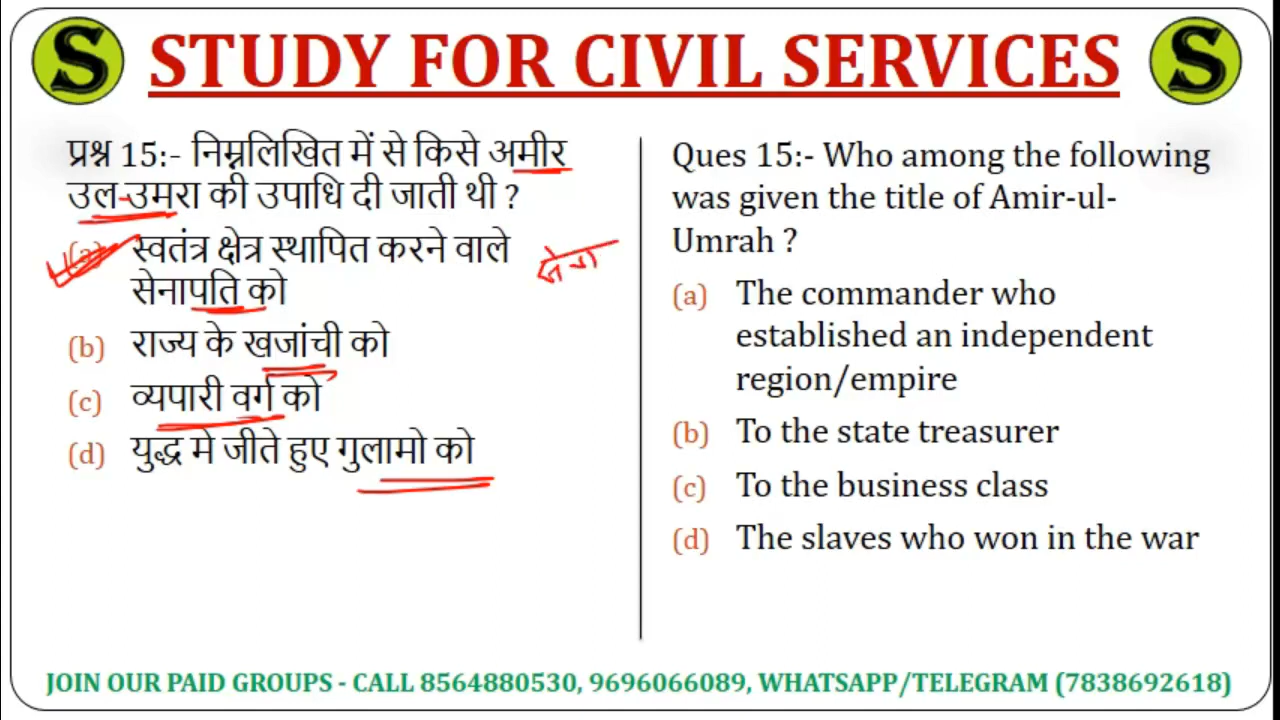 S STUDY FOR CIVIL SERVICES S
प्रश्न 15:- निम्नलिखित में से किसे अमीर
उल-उमरा की उपाधि दी जाती थी ?
(a) स्वतंत्र क्षेत्र स्थापित करने वाले
सेनापति को
(b) राज्य के खजांची को
(c) व्यपारी वर्ग को
(d) युद्ध मे जीते हुए गुलामो को
Ques 15:- Who among the following
was given the title of Amir-ul-
Umrah ?
(a) The commander who
established an independent
region/empire
(b) To the state treasurer
(c) To the business class
(d) The slaves who won in the war
JOIN OUR PAID GROUPS - CALL 8564880530, 9696066089, WHATSAPP/TELEGRAM (7838692618)